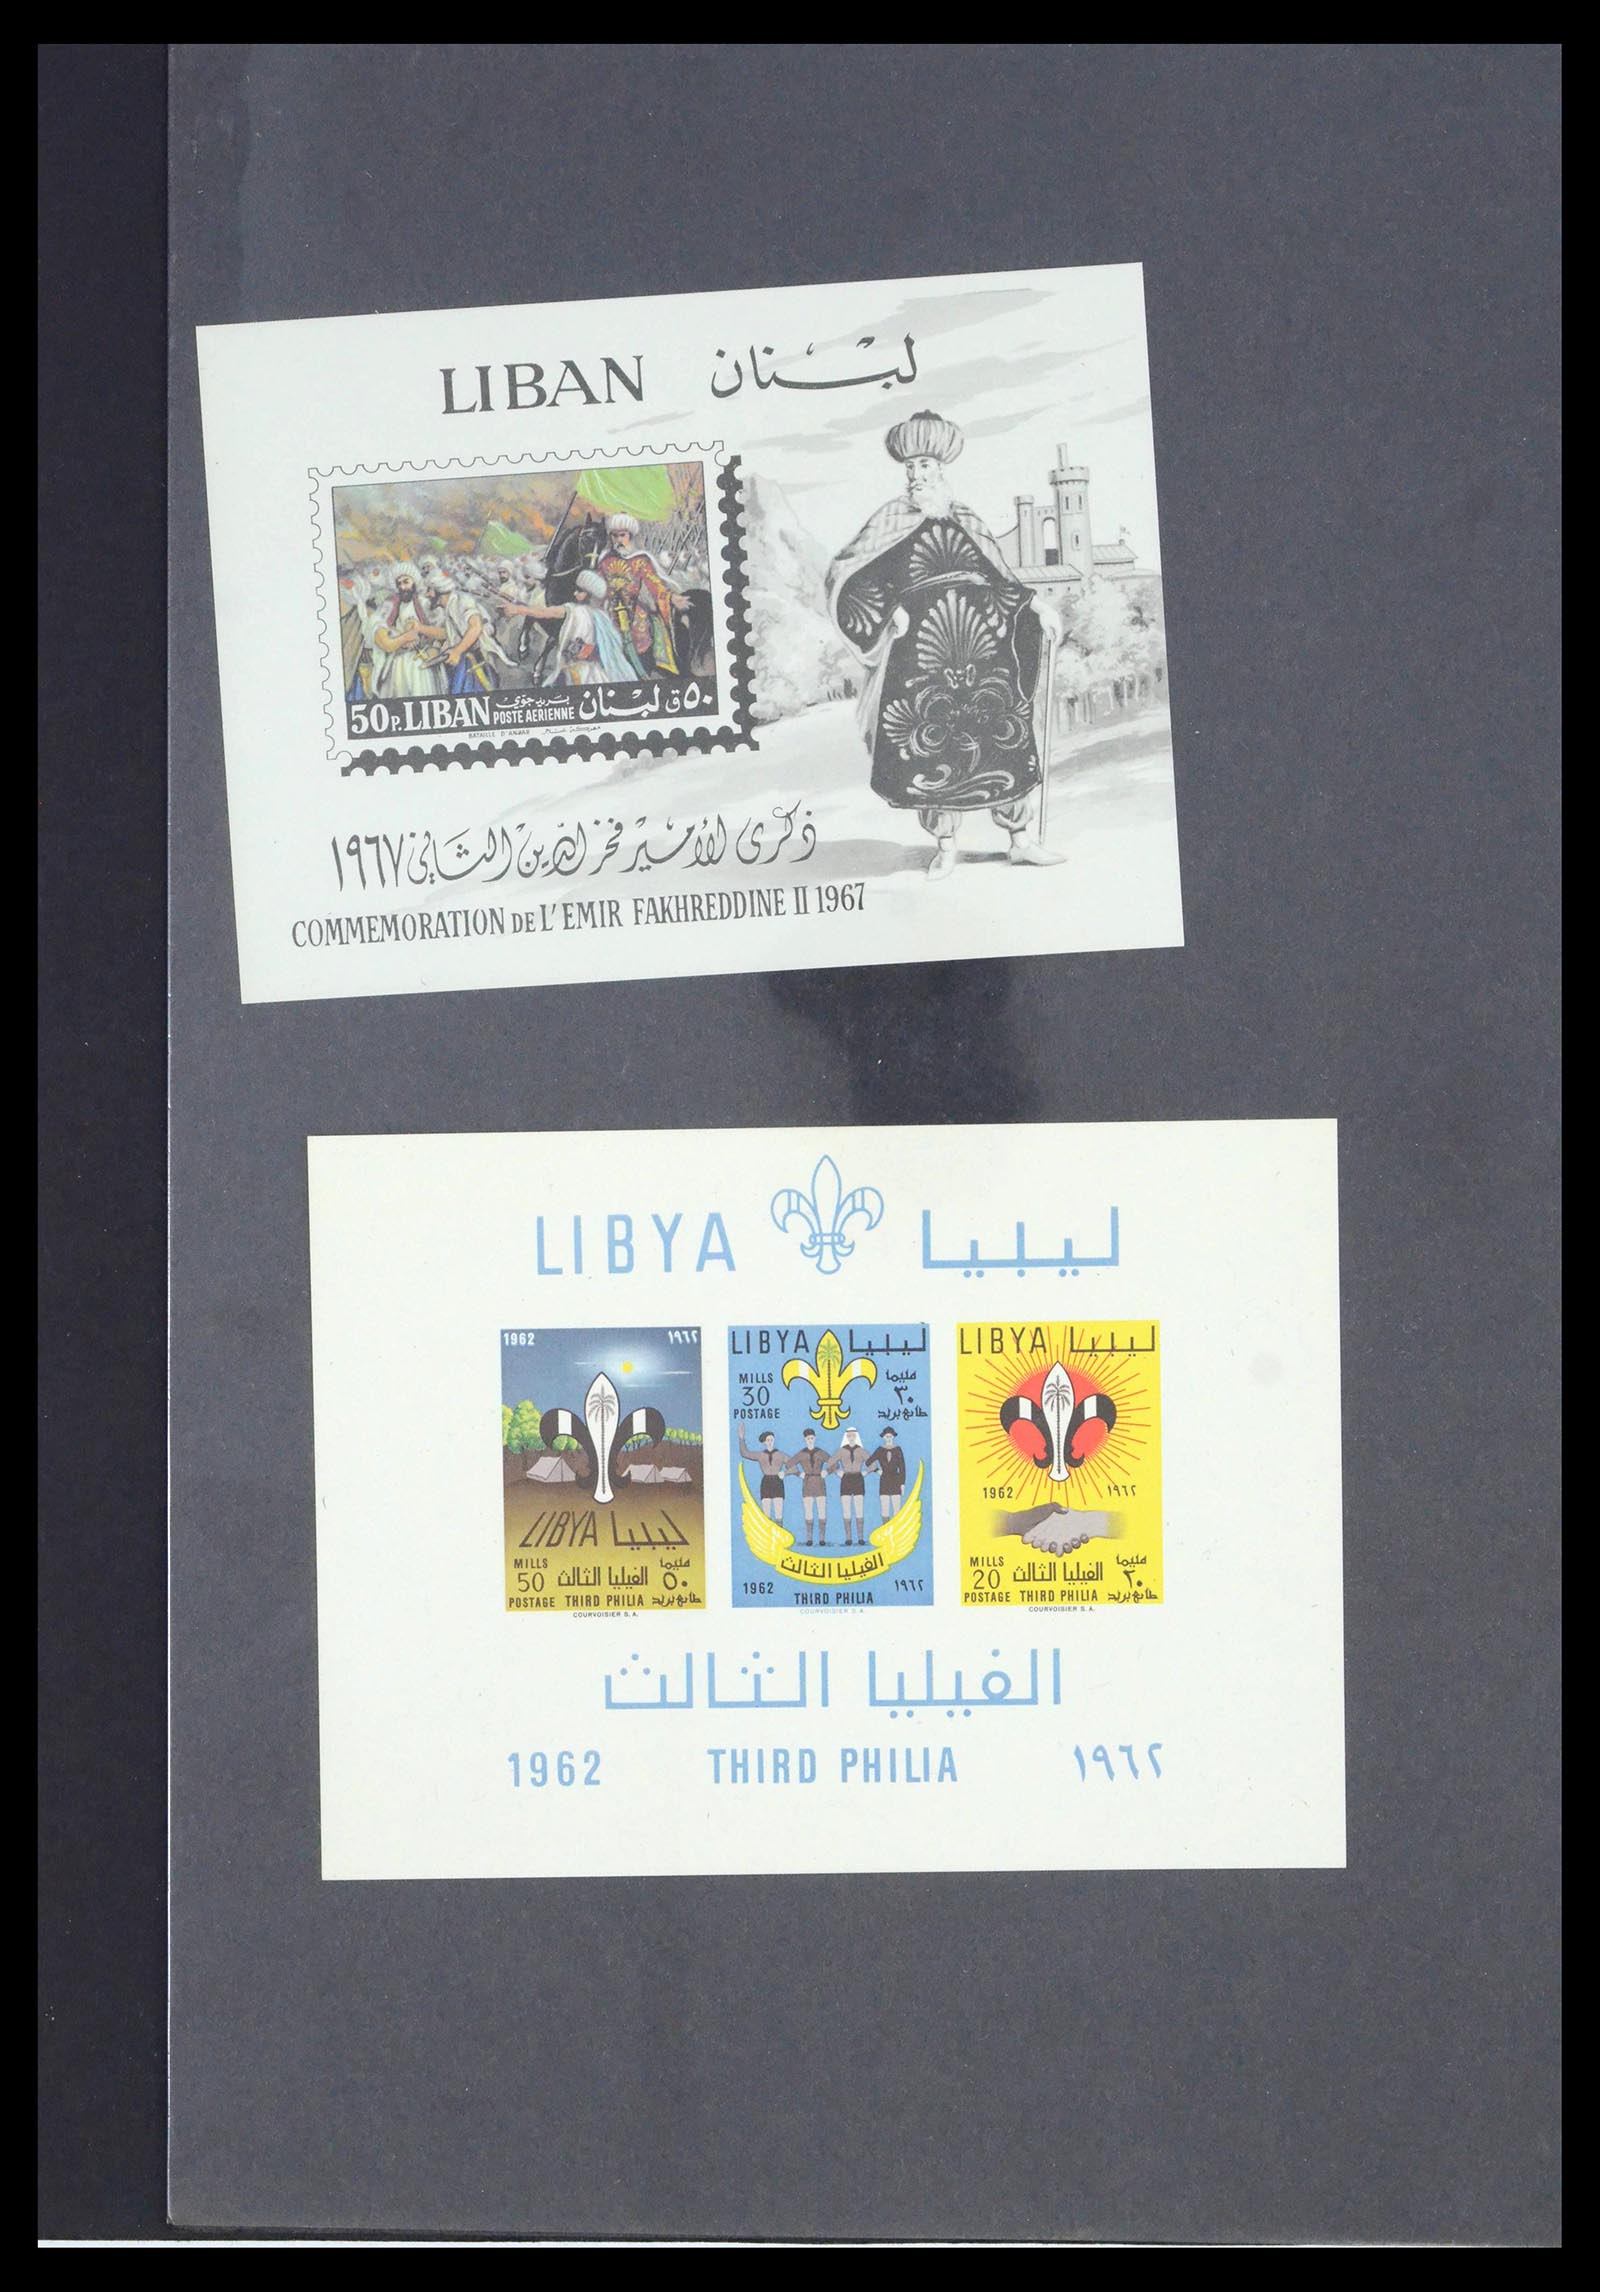 LIBAN لبنان
50P. LIBAN POSTE AERIENNE بريد جوي لبنان ٥٠ق
BATAILLE D'ANJAR
ذكرى الأمير فخر الدين الثاني ١٩٦٧
COMMEMORATION DE L'EMIR FAKHREDDINE II 1967
LIBYA ليبيا
1962 ١٩٦٢
LIBYA ليبيا
MILLS 50 POSTAGE
الفيليا الثالث
THIRD PHILIA
مليما ٥٠ طابع بريد
COURVOISIER S.A.
LIBYA ليبيا
MILLS 30 POSTAGE
مليما ٣٠ طابع بريد
الفيليا الثالث
1962 THIRD PHILIA ١٩٦٢
COURVOISIER S.A.
LIBYA ليبيا
1962 ١٩٦٢
MILLS 20 POSTAGE
الفيليا الثالث
THIRD PHILIA
مليما ٢٠ طابع بريد
COURVOISIER S.A.
الفيليا الثالث
1962 THIRD PHILIA ١٩٦٢